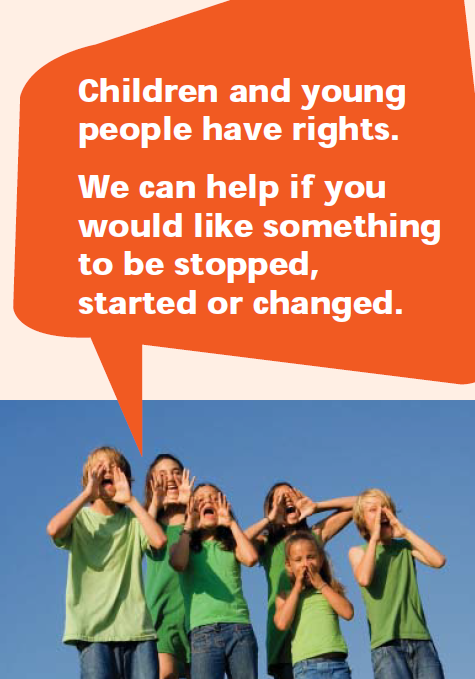 Children and young
people have rights.
We can help if you
would like something
to be stopped,
started or changed.